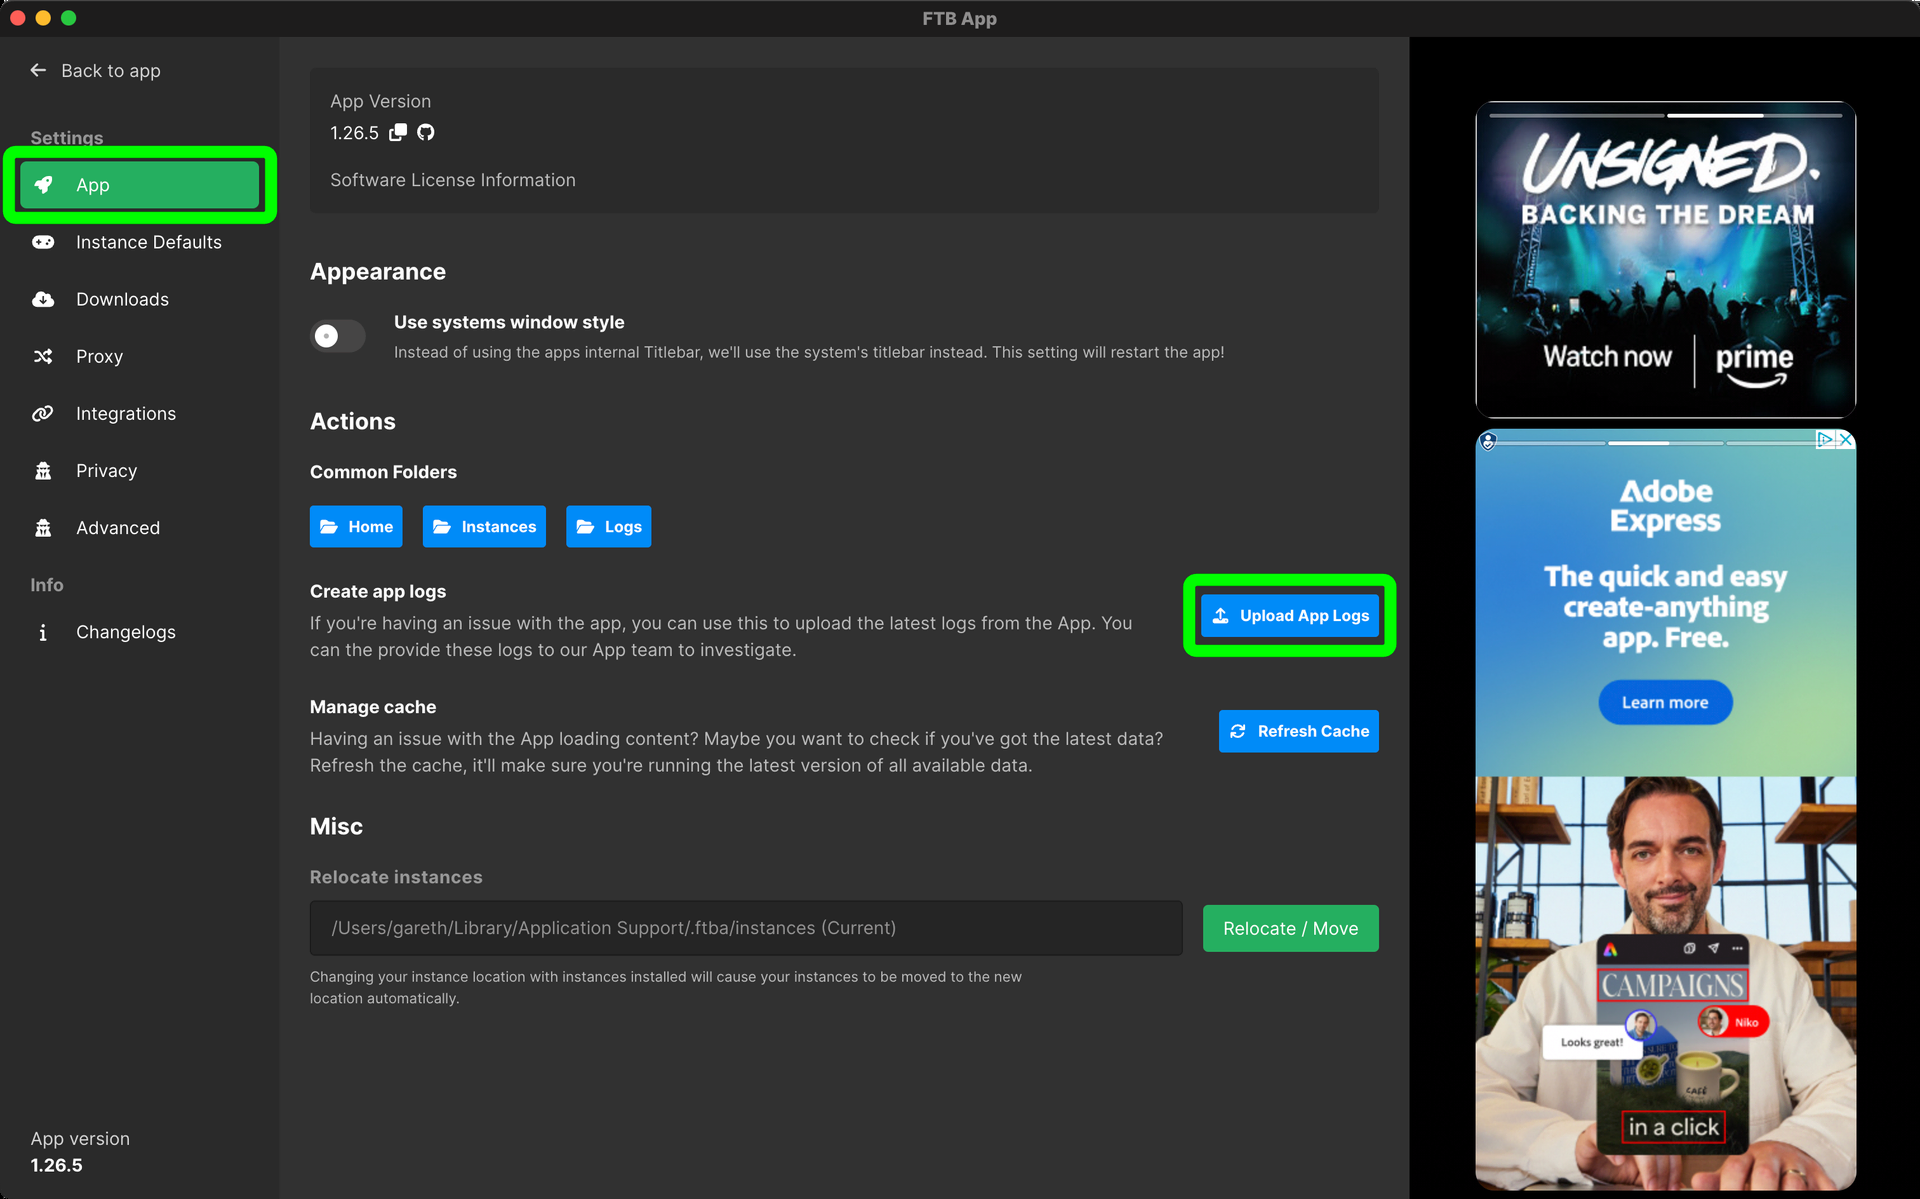 FTB App
Back to app
Settings
App
Instance Defaults
Downloads
Proxy
Integrations
Privacy
Advanced
Info
Changelogs
App version
1.26.5
App Version
1.26.5
Software License Information
Appearance
Use systems window style
Instead of using the apps internal Titlebar, we'll use the system's titlebar instead. This setting will restart the app!
Actions
Common Folders
Home
Instances
Logs
Create app logs
If you're having an issue with the app, you can use this to upload the latest logs from the App. You
can the provide these logs to our App team to investigate.
Upload App Logs
Manage cache
Having an issue with the App loading content? Maybe you want to check if you've got the latest data?
Refresh the cache, it'll make sure you're running the latest version of all available data.
Refresh Cache
Misc
Relocate instances
/Users/gareth/Library/Application Support/.ftba/instances (Current)
Relocate / Move
Changing your instance location with instances installed will cause your instances to be moved to the new
location automatically.
UNSIGNED.
BACKING THE DREAM
Watch now
prime
Adobe
Express
The quick and easy
create-anything
app. Free.
Learn more
CAMPAIGNS
Niko
Looks great!
CAFÉ
in a click